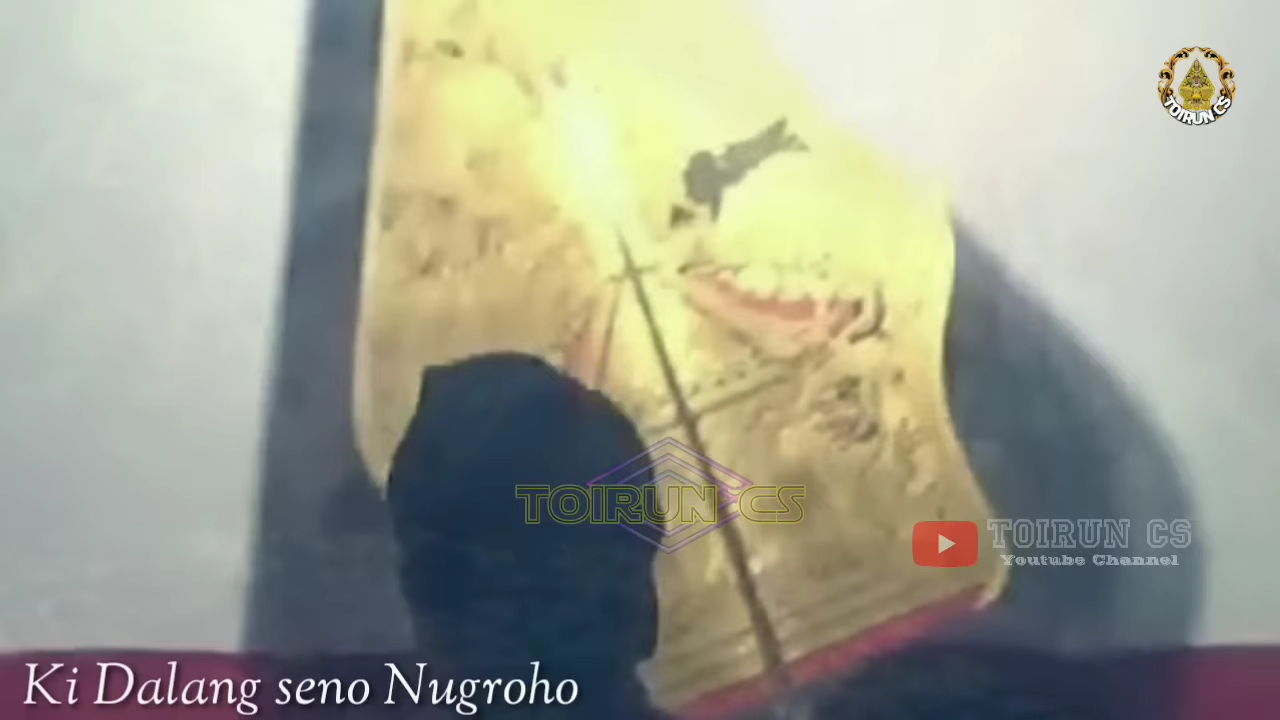 TOIRUN CS
TOIRUN CS
TOIRUN CS
Youtube Channel
Ki Dalang seno Nugroho